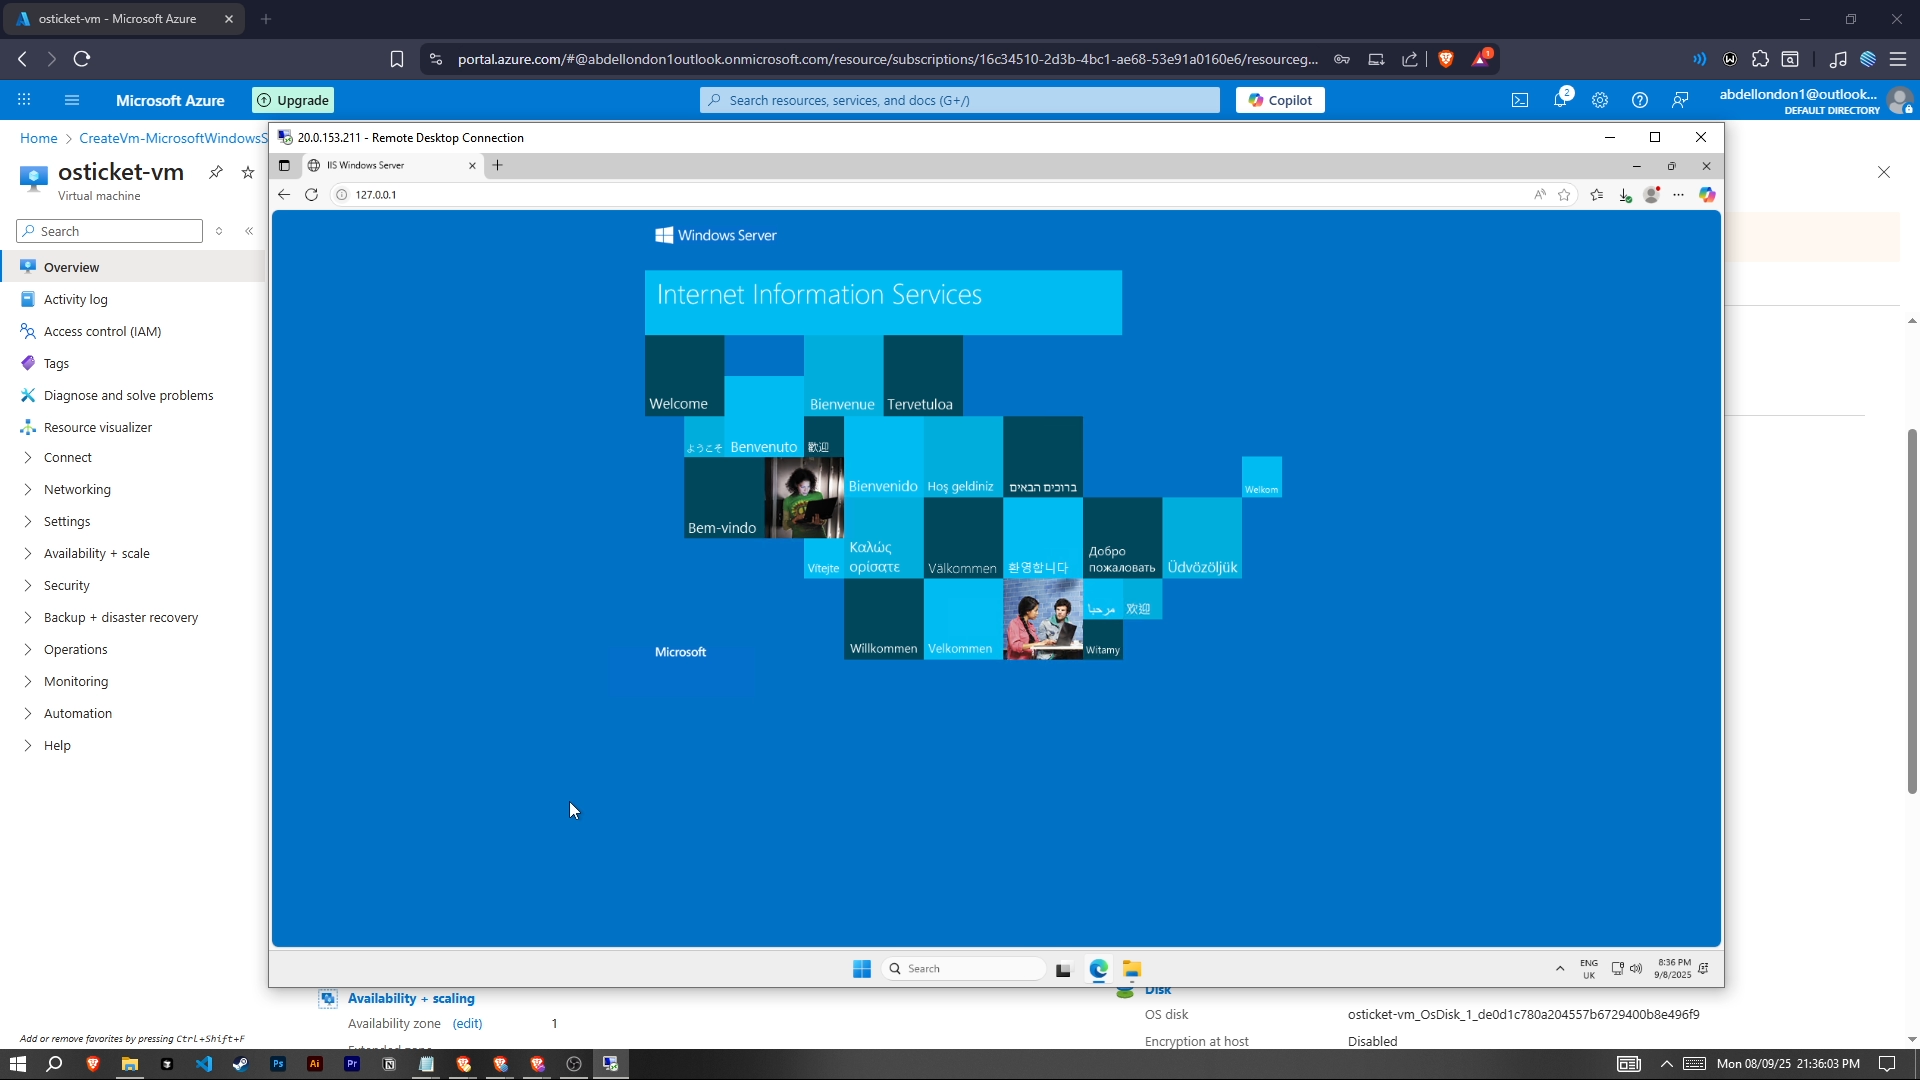 osticket-vm - Microsoft Azure
portal.azure.com/#@abdellondon1outlook.onmicrosoft.com/resource/subscriptions/16c34510-2d3b-4bc1-ae68-53e91a0160e6/resourceg...
1
Microsoft Azure
Upgrade
Search resources, services, and docs (G+/)
Copilot
2
abdellondon1@outlook...
DEFAULT DIRECTORY
Home > CreateVm-MicrosoftWindowsS
osticket-vm
Virtual machine
Search
Overview
Activity log
Access control (IAM)
Tags
Diagnose and solve problems
Resource visualizer
Connect
Networking
Settings
Availability + scale
Security
Backup + disaster recovery
Operations
Monitoring
Automation
Help
Add or remove favorites by pressing Ctrl+Shift+F
20.0.153.211 - Remote Desktop Connection
IIS Windows Server
127.0.0.1
Windows Server
Internet Information Services
Welcome
Bienvenue
Tervetuloa
ようこそ
Benvenuto
歡迎
Bienvenido
Hoş geldiniz
ברוכים הבאים
Welkom
Bem-vindo
Vítejte
Καλώς
ορίσατε
Välkommen
환영합니다
Добро
пожаловать
Üdvözöljük
Willkommen
Velkommen
مرحبا
欢迎
Witamy
Microsoft
Search
ENG
UK
8:36 PM
9/8/2025
Availability + scaling
Availability zone (edit) 1
Disk
OS disk osticket-vm_OsDisk_1_de0d1c780a204557b6729400b8e496f9
Encryption at host Disabled
Mon 08/09/25 21:36:03 PM